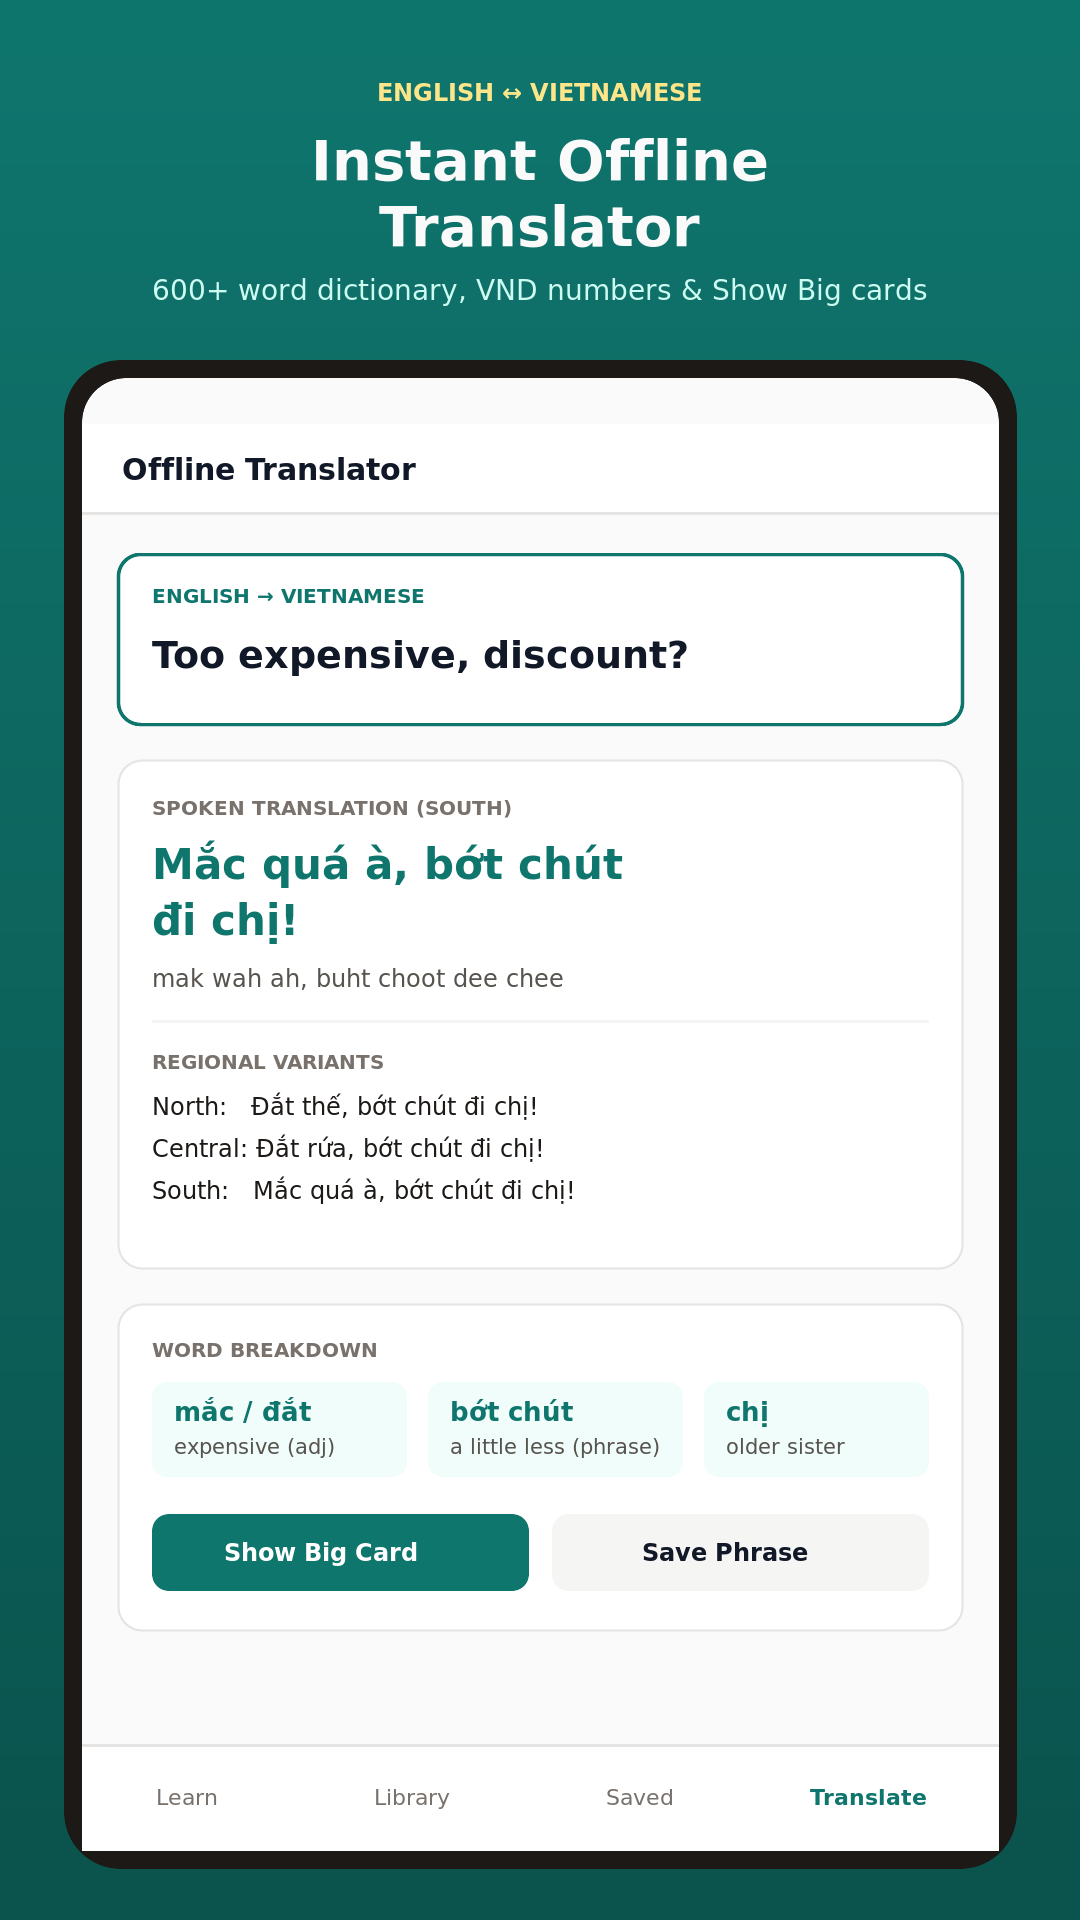 ENGLISH ↔ VIETNAMESE
Instant Offline
Translator
600+ word dictionary, VND numbers & Show Big cards
Offline Translator
ENGLISH → VIETNAMESE
Too expensive, discount?
SPOKEN TRANSLATION (SOUTH)
Mắc quá à, bớt chút
đi chị!
mak wah ah, buht choot dee chee
REGIONAL VARIANTS
North: Đắt thế, bớt chút đi chị!
Central: Đắt rứa, bớt chút đi chị!
South: Mắc quá à, bớt chút đi chị!
WORD BREAKDOWN
mắc / đắt
expensive (adj)
bớt chút
a little less (phrase)
chị
older sister
Show Big Card
Save Phrase
Learn
Library
Saved
Translate